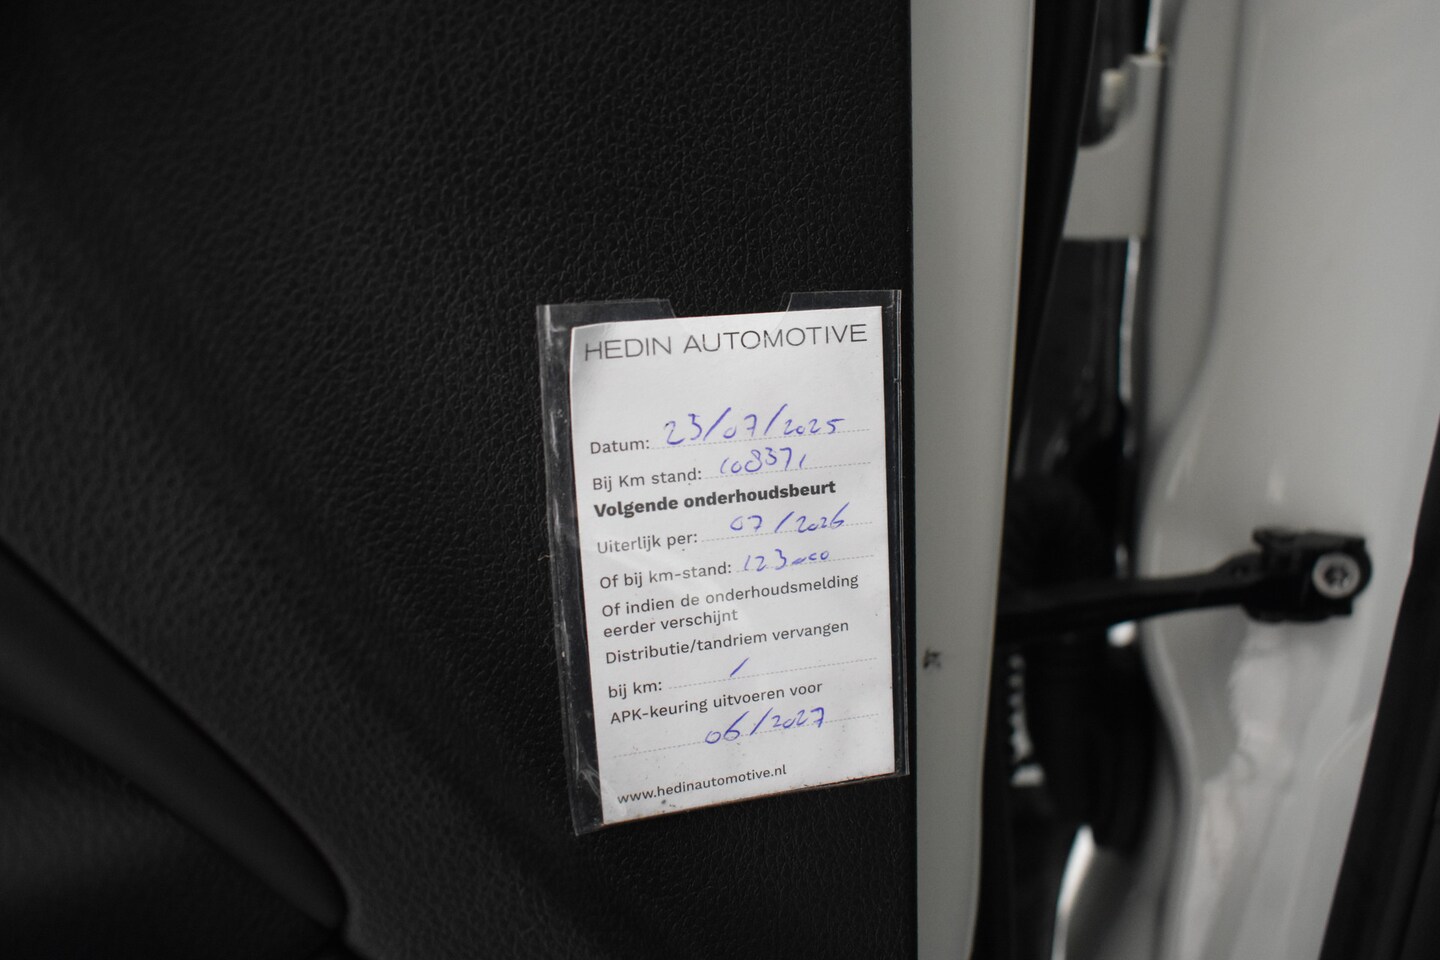 HEDIN AUTOMOTIVE
Datum: 23/07/2025
Bij Km stand: 108371
Volgende onderhoudsbeurt
Uiterlijk per: 07/2026
Of bij km-stand: 123000
Of indien de onderhoudsmelding
eerder verschijnt
Distributie/tandriem vervangen
bij km: /
APK-keuring uitvoeren voor
06/2027
www.hedinautomotive.nl